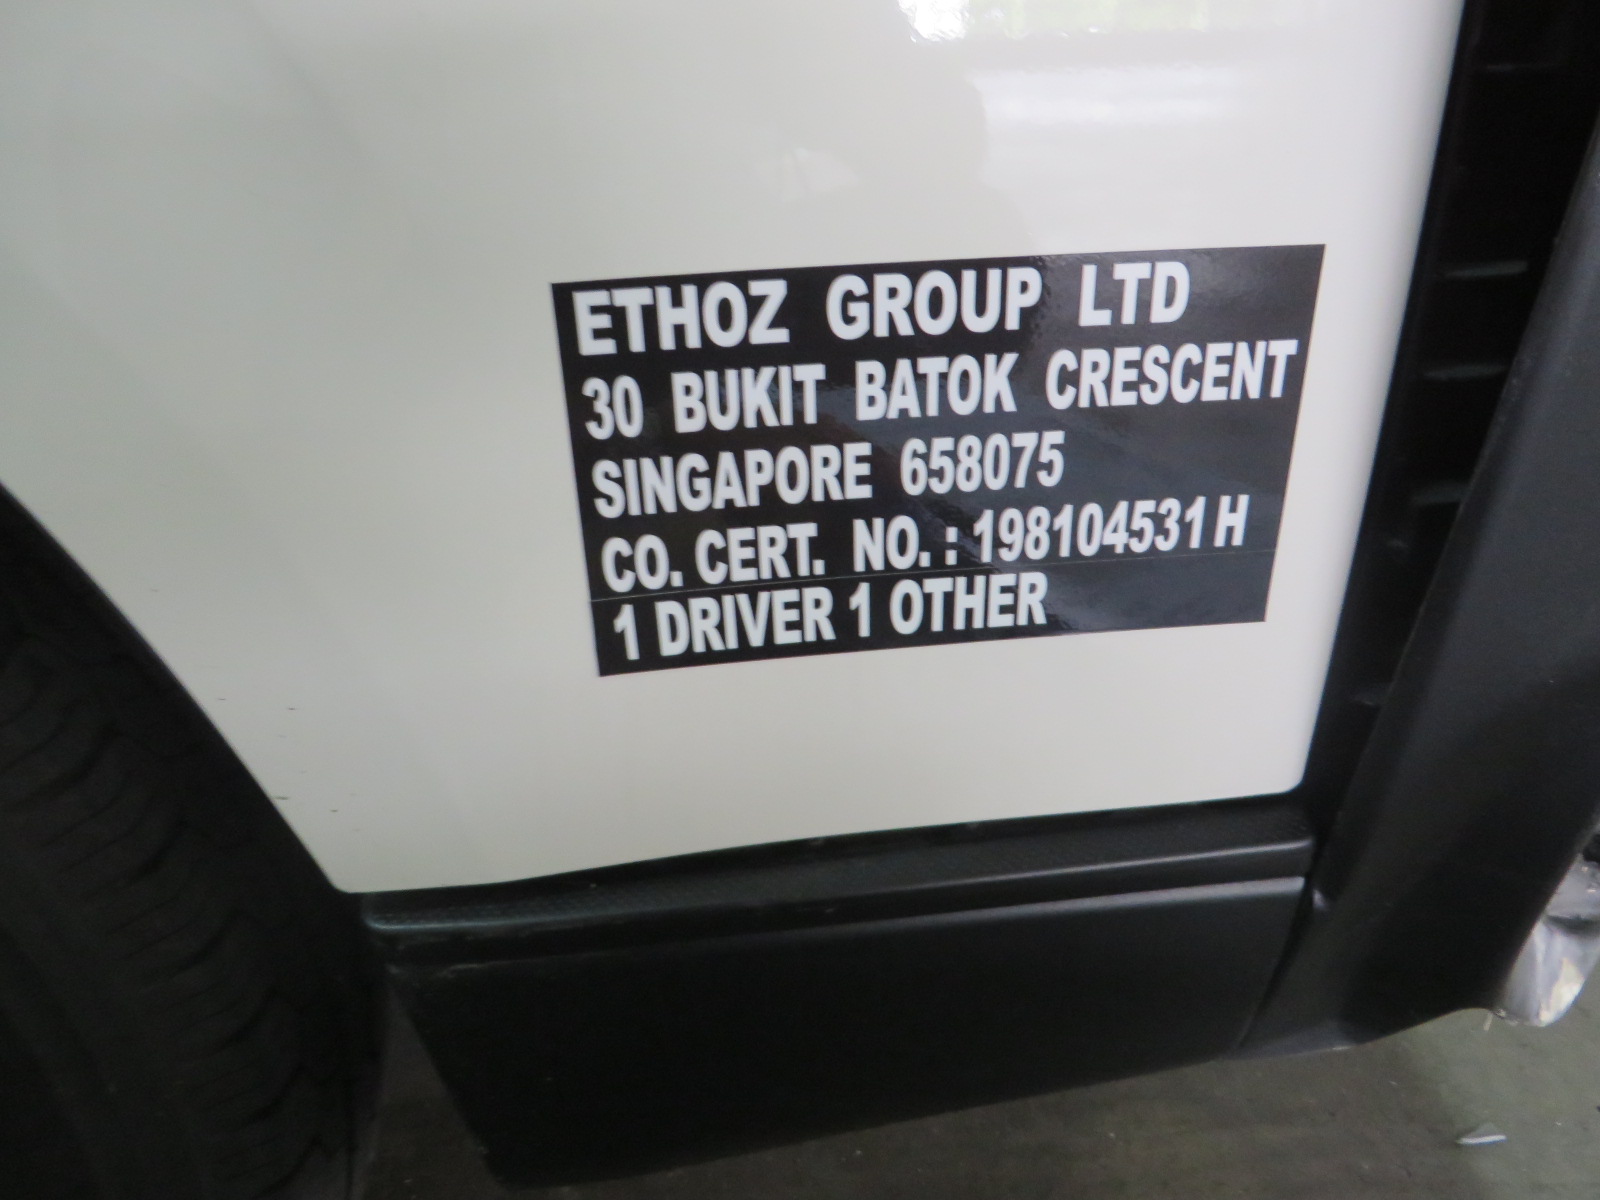 ETHOZ GROUP LTD
30 BUKIT BATOK CRESCENT
SINGAPORE 658075
CO. CERT. NO. : 198104531 H
1 DRIVER 1 OTHER